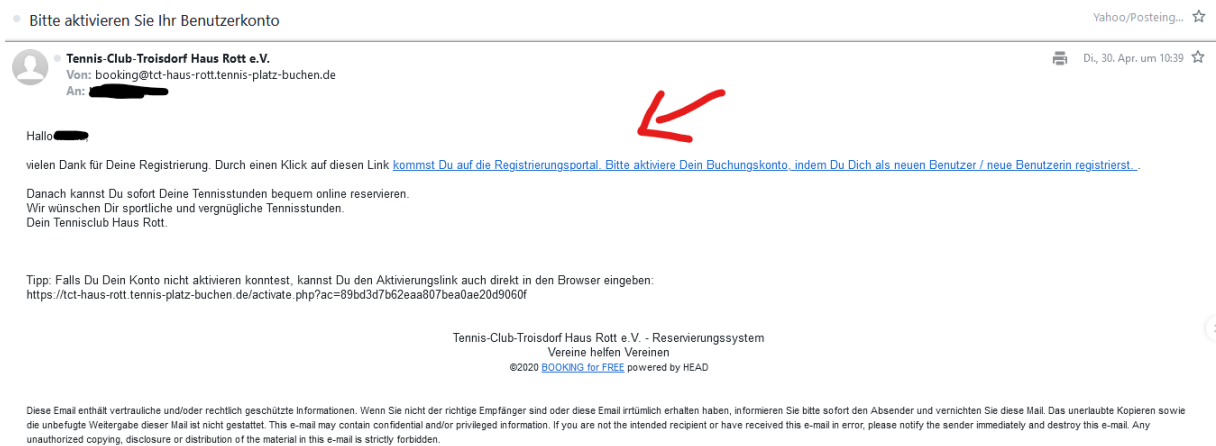 Bitte aktivieren Sie Ihr Benutzerkonto
Yahoo/Posteing...
Tennis-Club-Troisdorf Haus Rott e.V.
Di., 30. Apr. um 10:39
Von: booking@tct-haus-rott.tennis-platz-buchen.de
An:
Hallo ,
vielen Dank für Deine Registrierung. Durch einen Klick auf diesen Link kommst Du auf die Registrierungsportal. Bitte aktiviere Dein Buchungskonto, indem Du Dich als neuen Benutzer / neue Benutzerin registrierst. .
Danach kannst Du sofort Deine Tennisstunden bequem online reservieren.
Wir wünschen Dir sportliche und vergnügliche Tennisstunden.
Dein Tennisclub Haus Rott.
Tipp: Falls Du Dein Konto nicht aktivieren konntest, kannst Du den Aktivierungslink auch direkt in den Browser eingeben:
https://tct-haus-rott.tennis-platz-buchen.de/activate.php?ac=89bd3d7b62eaa807bea0ae20d9060f
Tennis-Club-Troisdorf Haus Rott e.V. - Reservierungssystem
Vereine helfen Vereinen
©2020 BOOKING for FREE powered by HEAD
Diese Email enthält vertrauliche und/oder rechtlich geschützte Informationen. Wenn Sie nicht der richtige Empfänger sind oder diese Email irrtümlich erhalten haben, informieren Sie bitte sofort den Absender und vernichten Sie diese Mail. Das unerlaubte Kopieren sowie
die unbefugte Weitergabe dieser Mail ist nicht gestattet. This e-mail may contain confidential and/or privileged information. If you are not the intended recipient or have received this e-mail in error, please notify the sender immediately and destroy this e-mail. Any
unauthorized copying, disclosure or distribution of the material in this e-mail is strictly forbidden.